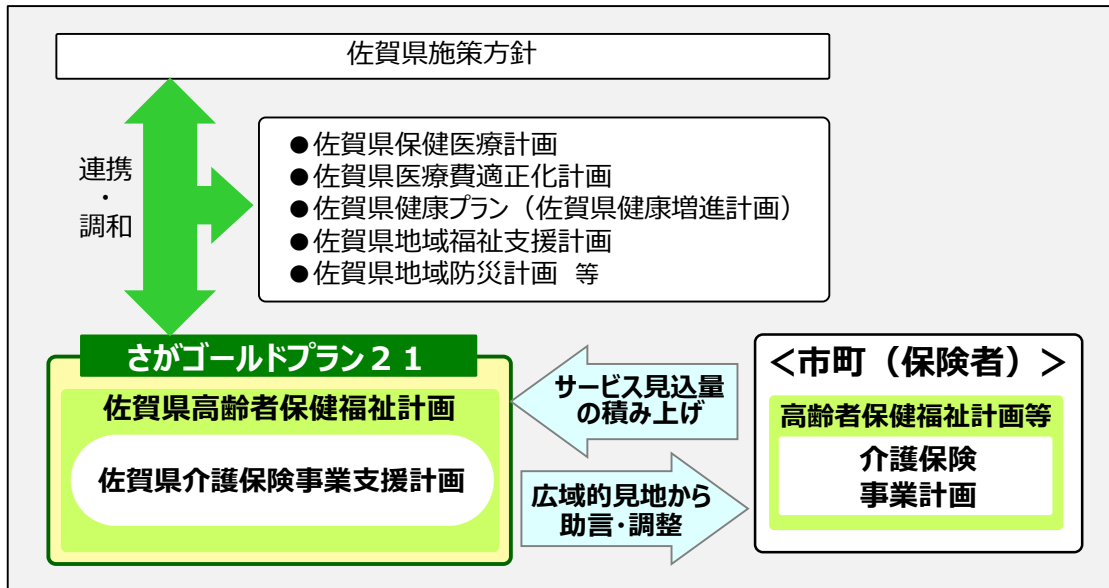 佐賀県施策方針
連携
・
調和
●佐賀県保健医療計画
●佐賀県医療費適正化計画
●佐賀県健康プラン（佐賀県健康増進計画）
●佐賀県地域福祉支援計画
●佐賀県地域防災計画 等
さがゴールドプラン２１
佐賀県高齢者保健福祉計画
佐賀県介護保険事業支援計画
サービス見込量
の積み上げ
広域的見地から
助言・調整
＜市町（保険者）＞
高齢者保健福祉計画等
介護保険
事業計画